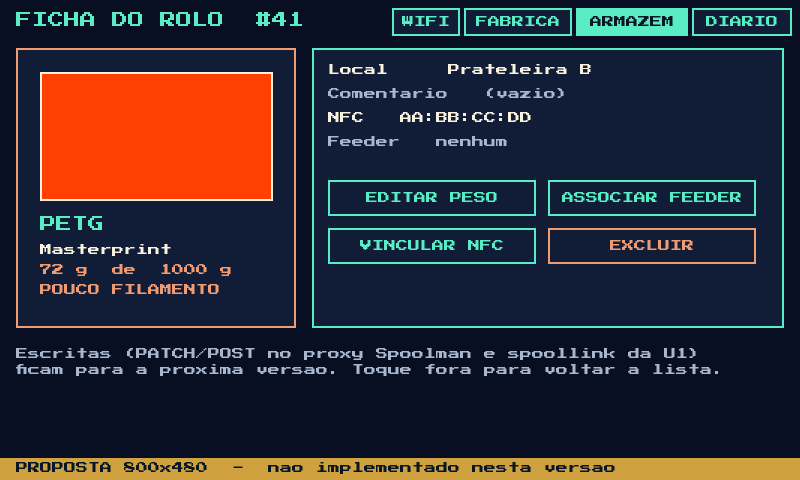 FICHA DO ROLO #41
WIFI FABRICA ARMAZEM DIARIO
PETG
Masterprint
72 g de 1000 g
POUCO FILAMENTO
Local Prateleira B
Comentario (vazio)
NFC AA:BB:CC:DD
Feeder nenhum
EDITAR PESO ASSOCIAR FEEDER
VINCULAR NFC EXCLUIR
Escritas (PATCH/POST no proxy Spoolman e spoollink da U1)
ficam para a proxima versao. Toque fora para voltar a lista.
PROPOSTA 800x480 - nao implementado nesta versao